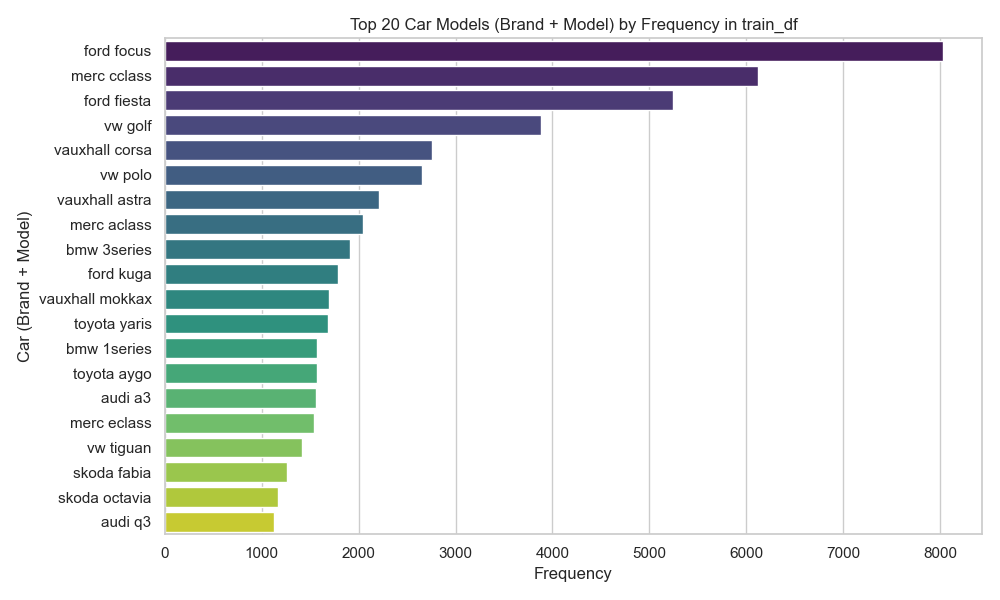 Top 20 Car Models (Brand + Model) by Frequency in train_df
Car (Brand + Model)
ford focus
merc cclass
ford fiesta
vw golf
vauxhall corsa
vw polo
vauxhall astra
merc aclass
bmw 3series
ford kuga
vauxhall mokkax
toyota yaris
bmw 1series
toyota aygo
audi a3
merc eclass
vw tiguan
skoda fabia
skoda octavia
audi q3
0 1000 2000 3000 4000 5000 6000 7000 8000
Frequency